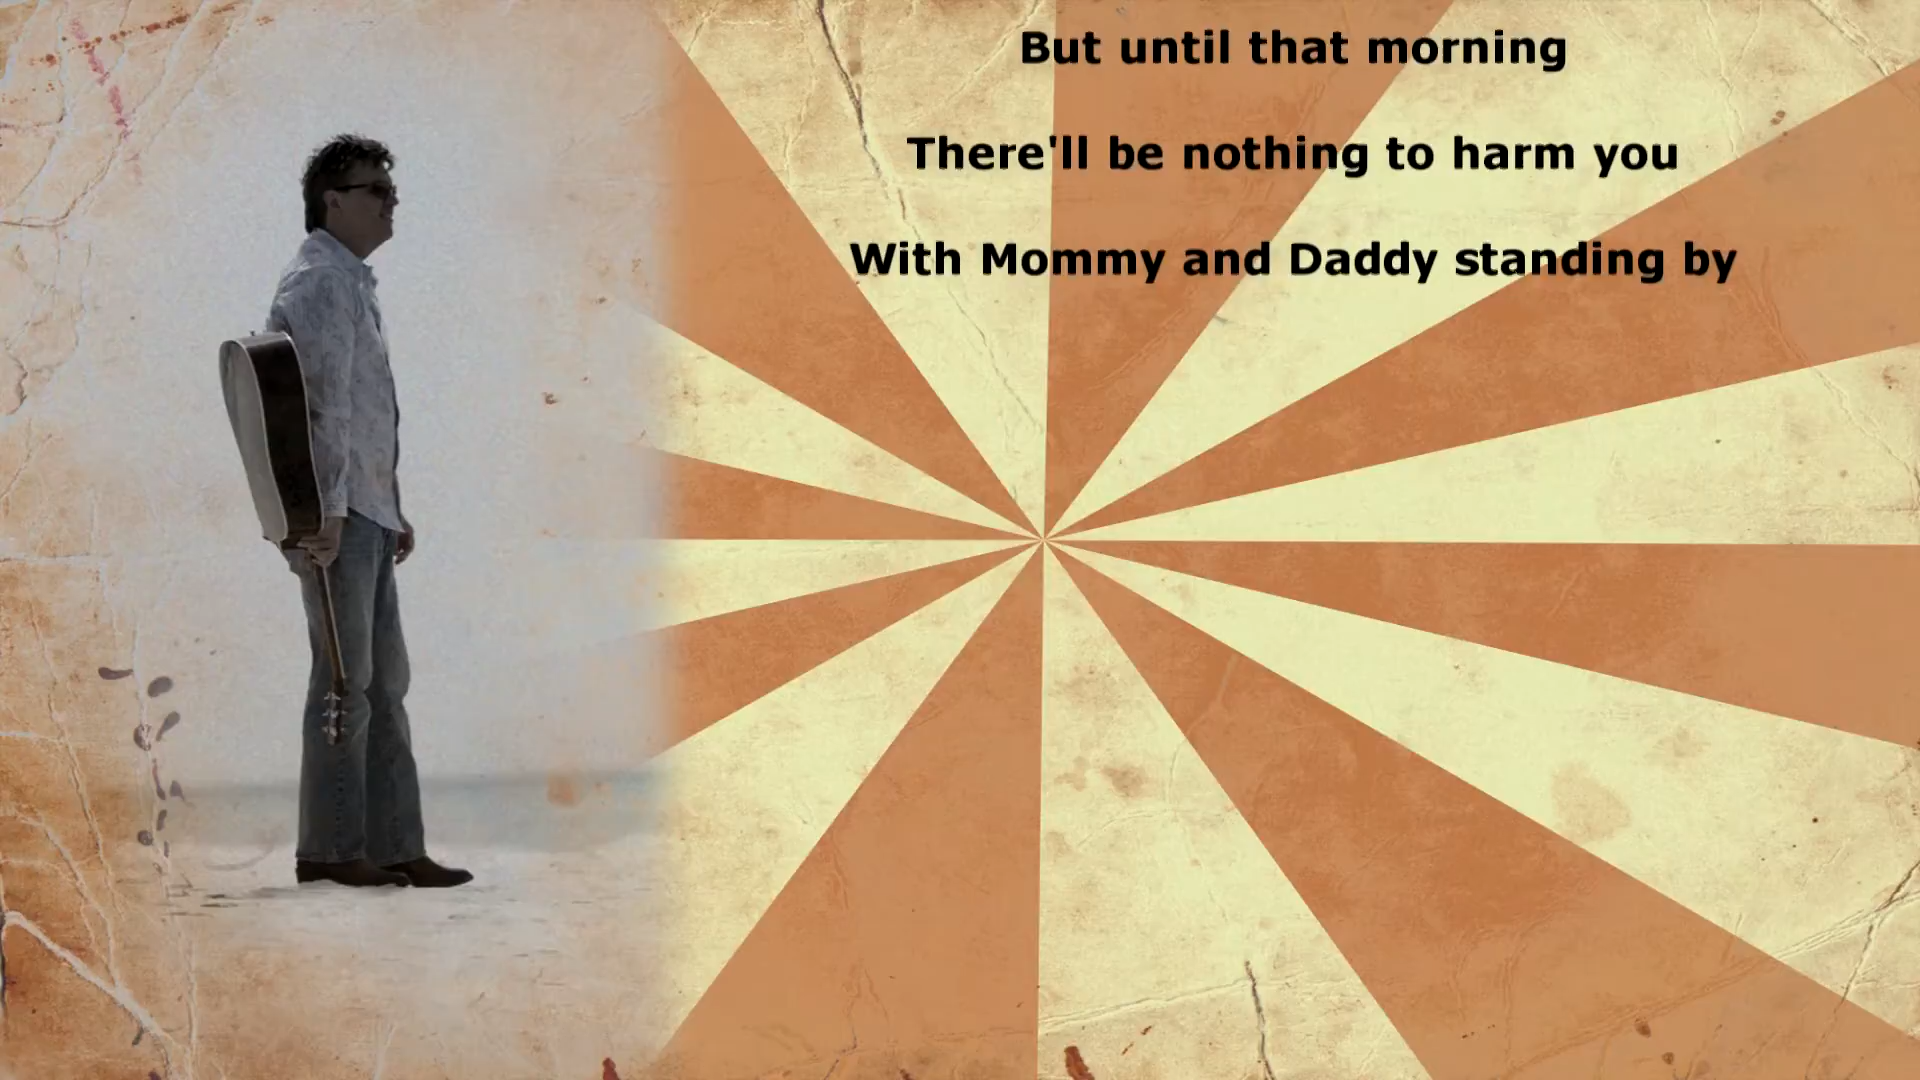 But until that morning
There'll be nothing to harm you
With Mommy and Daddy standing by